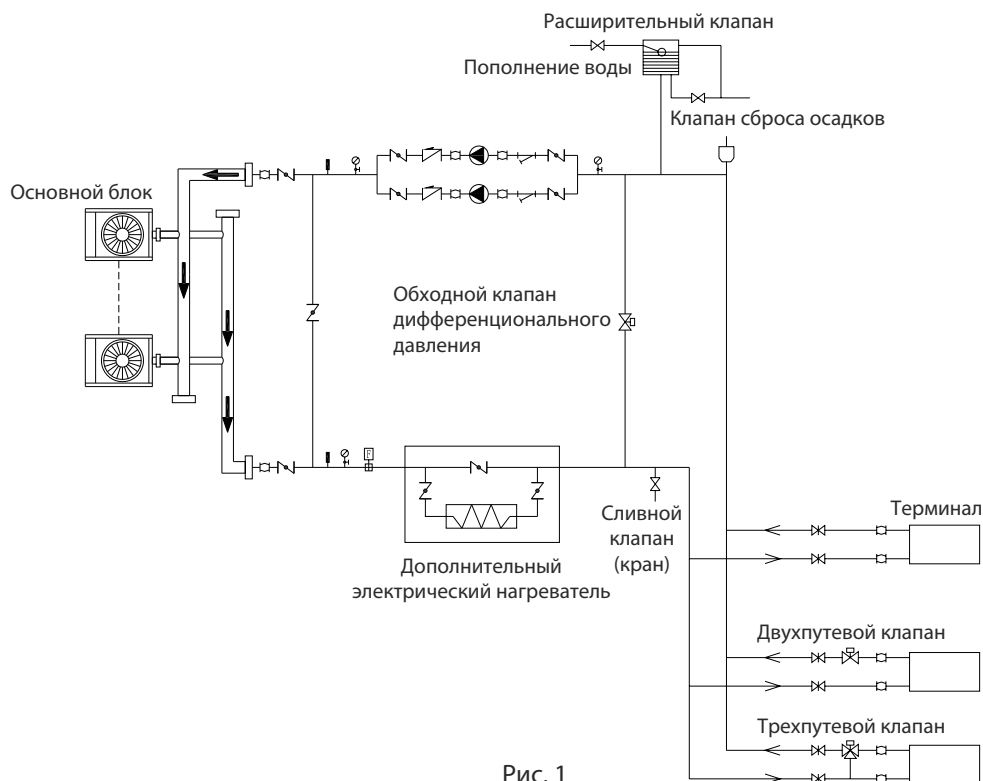 Расширительный клапан
Пополнение воды
Клапан сброса осадков
Основной блок
Обходной клапан
дифференционального
давления
F
Сливной
клапан
(кран)
Терминал
Дополнительный
электрический нагреватель
Двухпутевой клапан
Трехпутевой клапан
Рис. 1